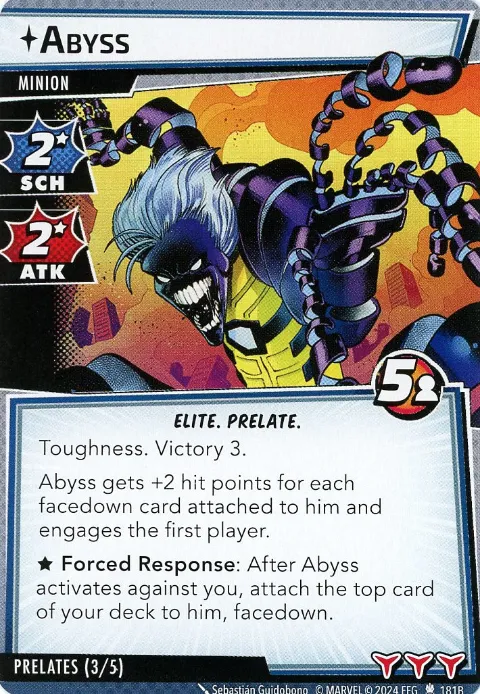 Abyss
MINION
2
SCH
2
ATK
5
ELITE. PRELATE.
Toughness. Victory 3.
Abyss gets +2 hit points for each
facedown card attached to him and
engages the first player.
★ Forced Response: After Abyss
activates against you, attach the top card
of your deck to him, facedown.
PRELATES (3/5)
Sebastián Guidobono © MARVEL © 2024 FFG 181B